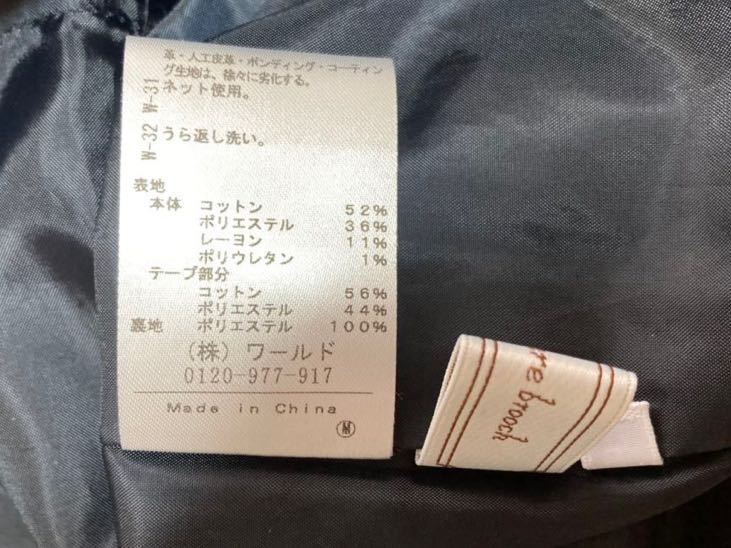 革・人工皮革・ボンディング・コーティン
グ生地は、徐々に劣化する。
W-31 ネット使用。
W-32 うら返し洗い。
表地
本体 コットン 52%
ポリエステル 36%
レーヨン 11%
ポリウレタン 1%
テープ部分
コットン 56%
ポリエステル 44%
裏地 ポリエステル 100%
(株) ワールド
0120-977-917
Made in China
M
re brooch